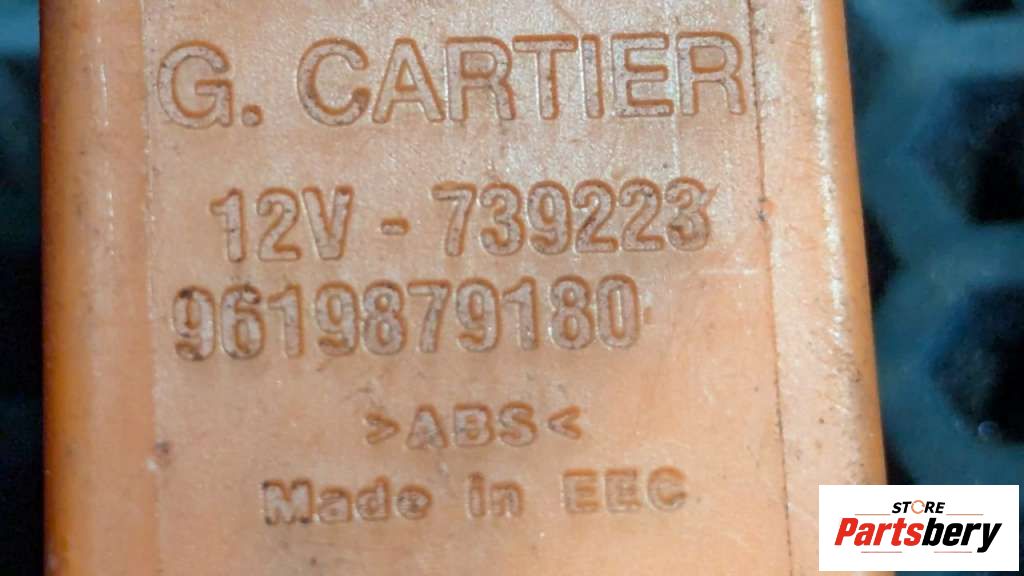 G. CARTIER
12V - 739223
9619879180
>ABS<
Made in EEC
STORE
Partsbery